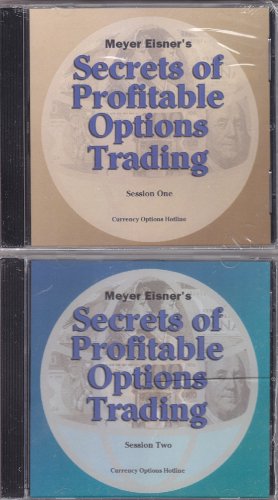 Meyer Eisner's
Secrets of
Profitable
Options
Trading
Session One
Currency Options Hotline
Meyer Eisner's
Secrets of
Profitable
Options
Trading
Session Two
Currency Options Hotline